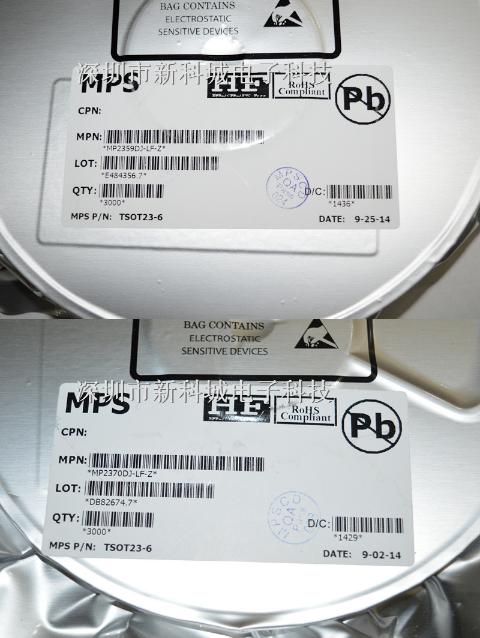 BAG CONTAINS
ELECTROSTATIC
SENSITIVE DEVICES
深圳市新科城电子科技
MPS HF RoHS Compliant Pb
CPN:
MPN:
*MP2359DJ-LF-Z*
LOT:
*E484356.7*
QTY: D/C:
*3000* *1436*
MPS P/N: TSOT23-6 DATE: 9-25-14
BAG CONTAINS
ELECTROSTATIC
SENSITIVE DEVICES
深圳市新科城电子科技
MPS HF RoHS Compliant Pb
CPN:
MPN:
*MP2370DJ-LF-Z*
LOT:
*DB82674.7*
QTY: D/C:
*3000* *1429*
MPS P/N: TSOT23-6 DATE: 9-02-14